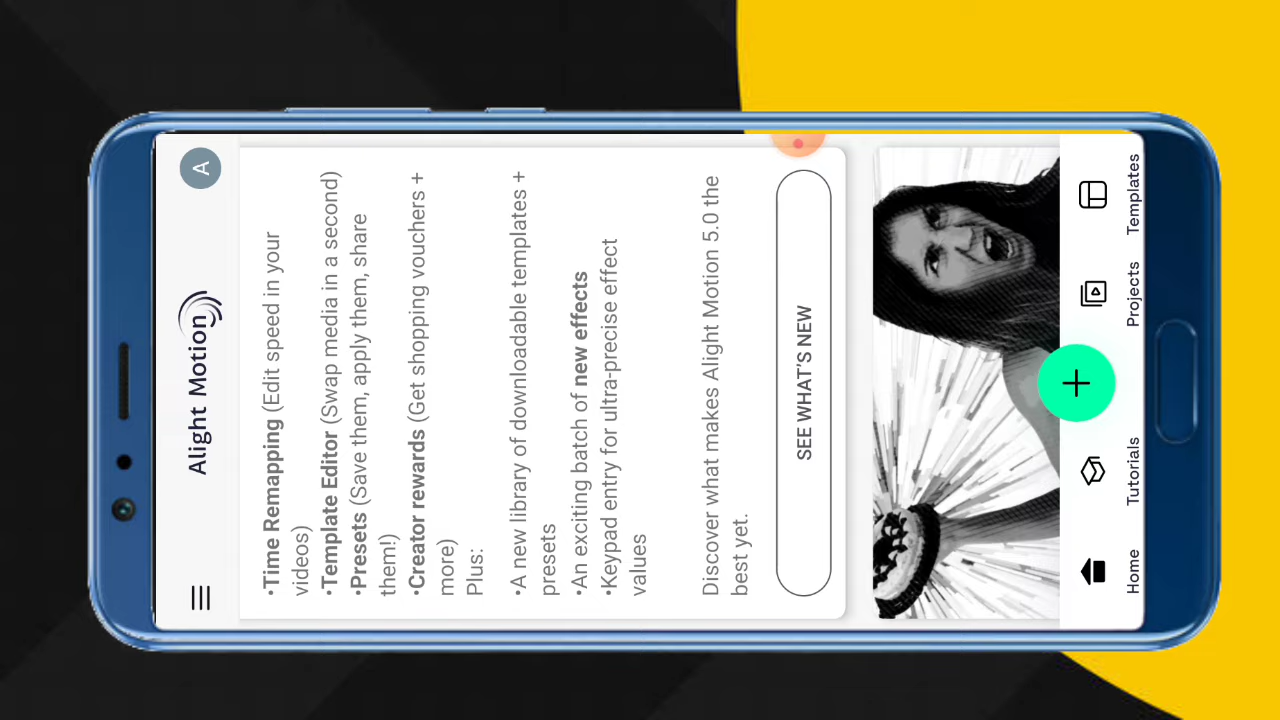 Alight Motion
A
•Time Remapping (Edit speed in your
videos)
•Template Editor (Swap media in a second)
•Presets (Save them, apply them, share
them!)
•Creator rewards (Get shopping vouchers +
more)
Plus:
•A new library of downloadable templates +
presets
•An exciting batch of new effects
•Keypad entry for ultra-precise effect
values
Discover what makes Alight Motion 5.0 the
best yet.
SEE WHAT'S NEW
Home
Tutorials
Projects
Templates